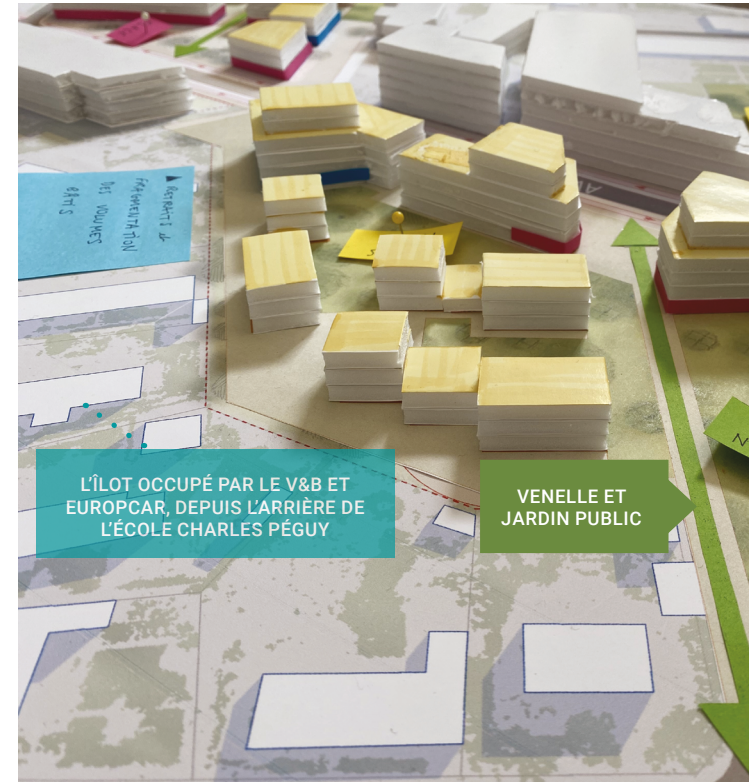 ▲ RETRAITS &
FRAGMENTATION
DES VOLUMES
BÂTIS
L'ÎLOT OCCUPÉ PAR LE V&B ET
EUROPCAR, DEPUIS L'ARRIÈRE DE
L'ÉCOLE CHARLES PÉGUY
VENELLE ET
JARDIN PUBLIC